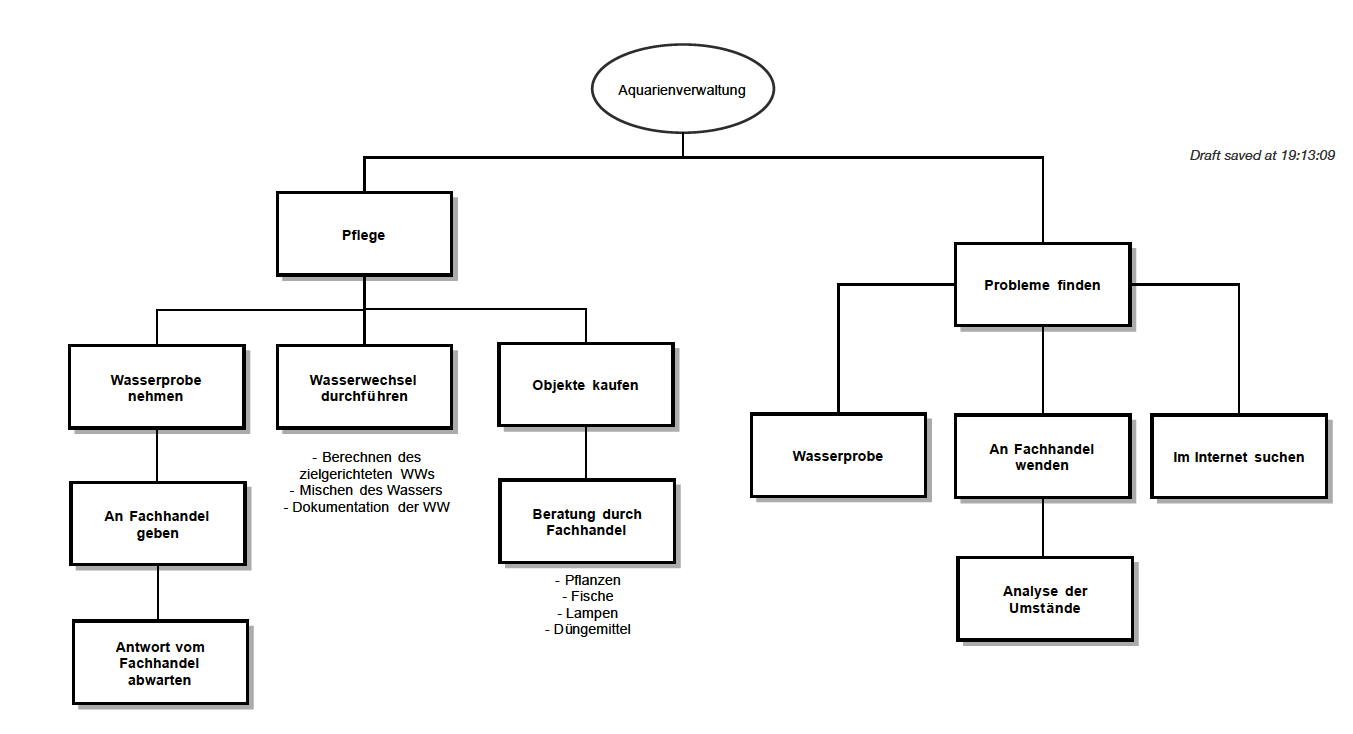 Aquarienverwaltung
Draft saved at 19:13:09
Pflege
Probleme finden
Wasserprobe
nehmen
Wasserwechsel
durchführen
Objekte kaufen
- Berechnen des
zielgerichteten WWs
- Mischen des Wassers
- Dokumentation der WW
An Fachhandel
geben
Beratung durch
Fachhandel
- Pflanzen
- Fische
- Lampen
- Düngemittel
Antwort vom
Fachhandel
abwarten
Wasserprobe
An Fachhandel
wenden
Im Internet suchen
Analyse der
Umstände